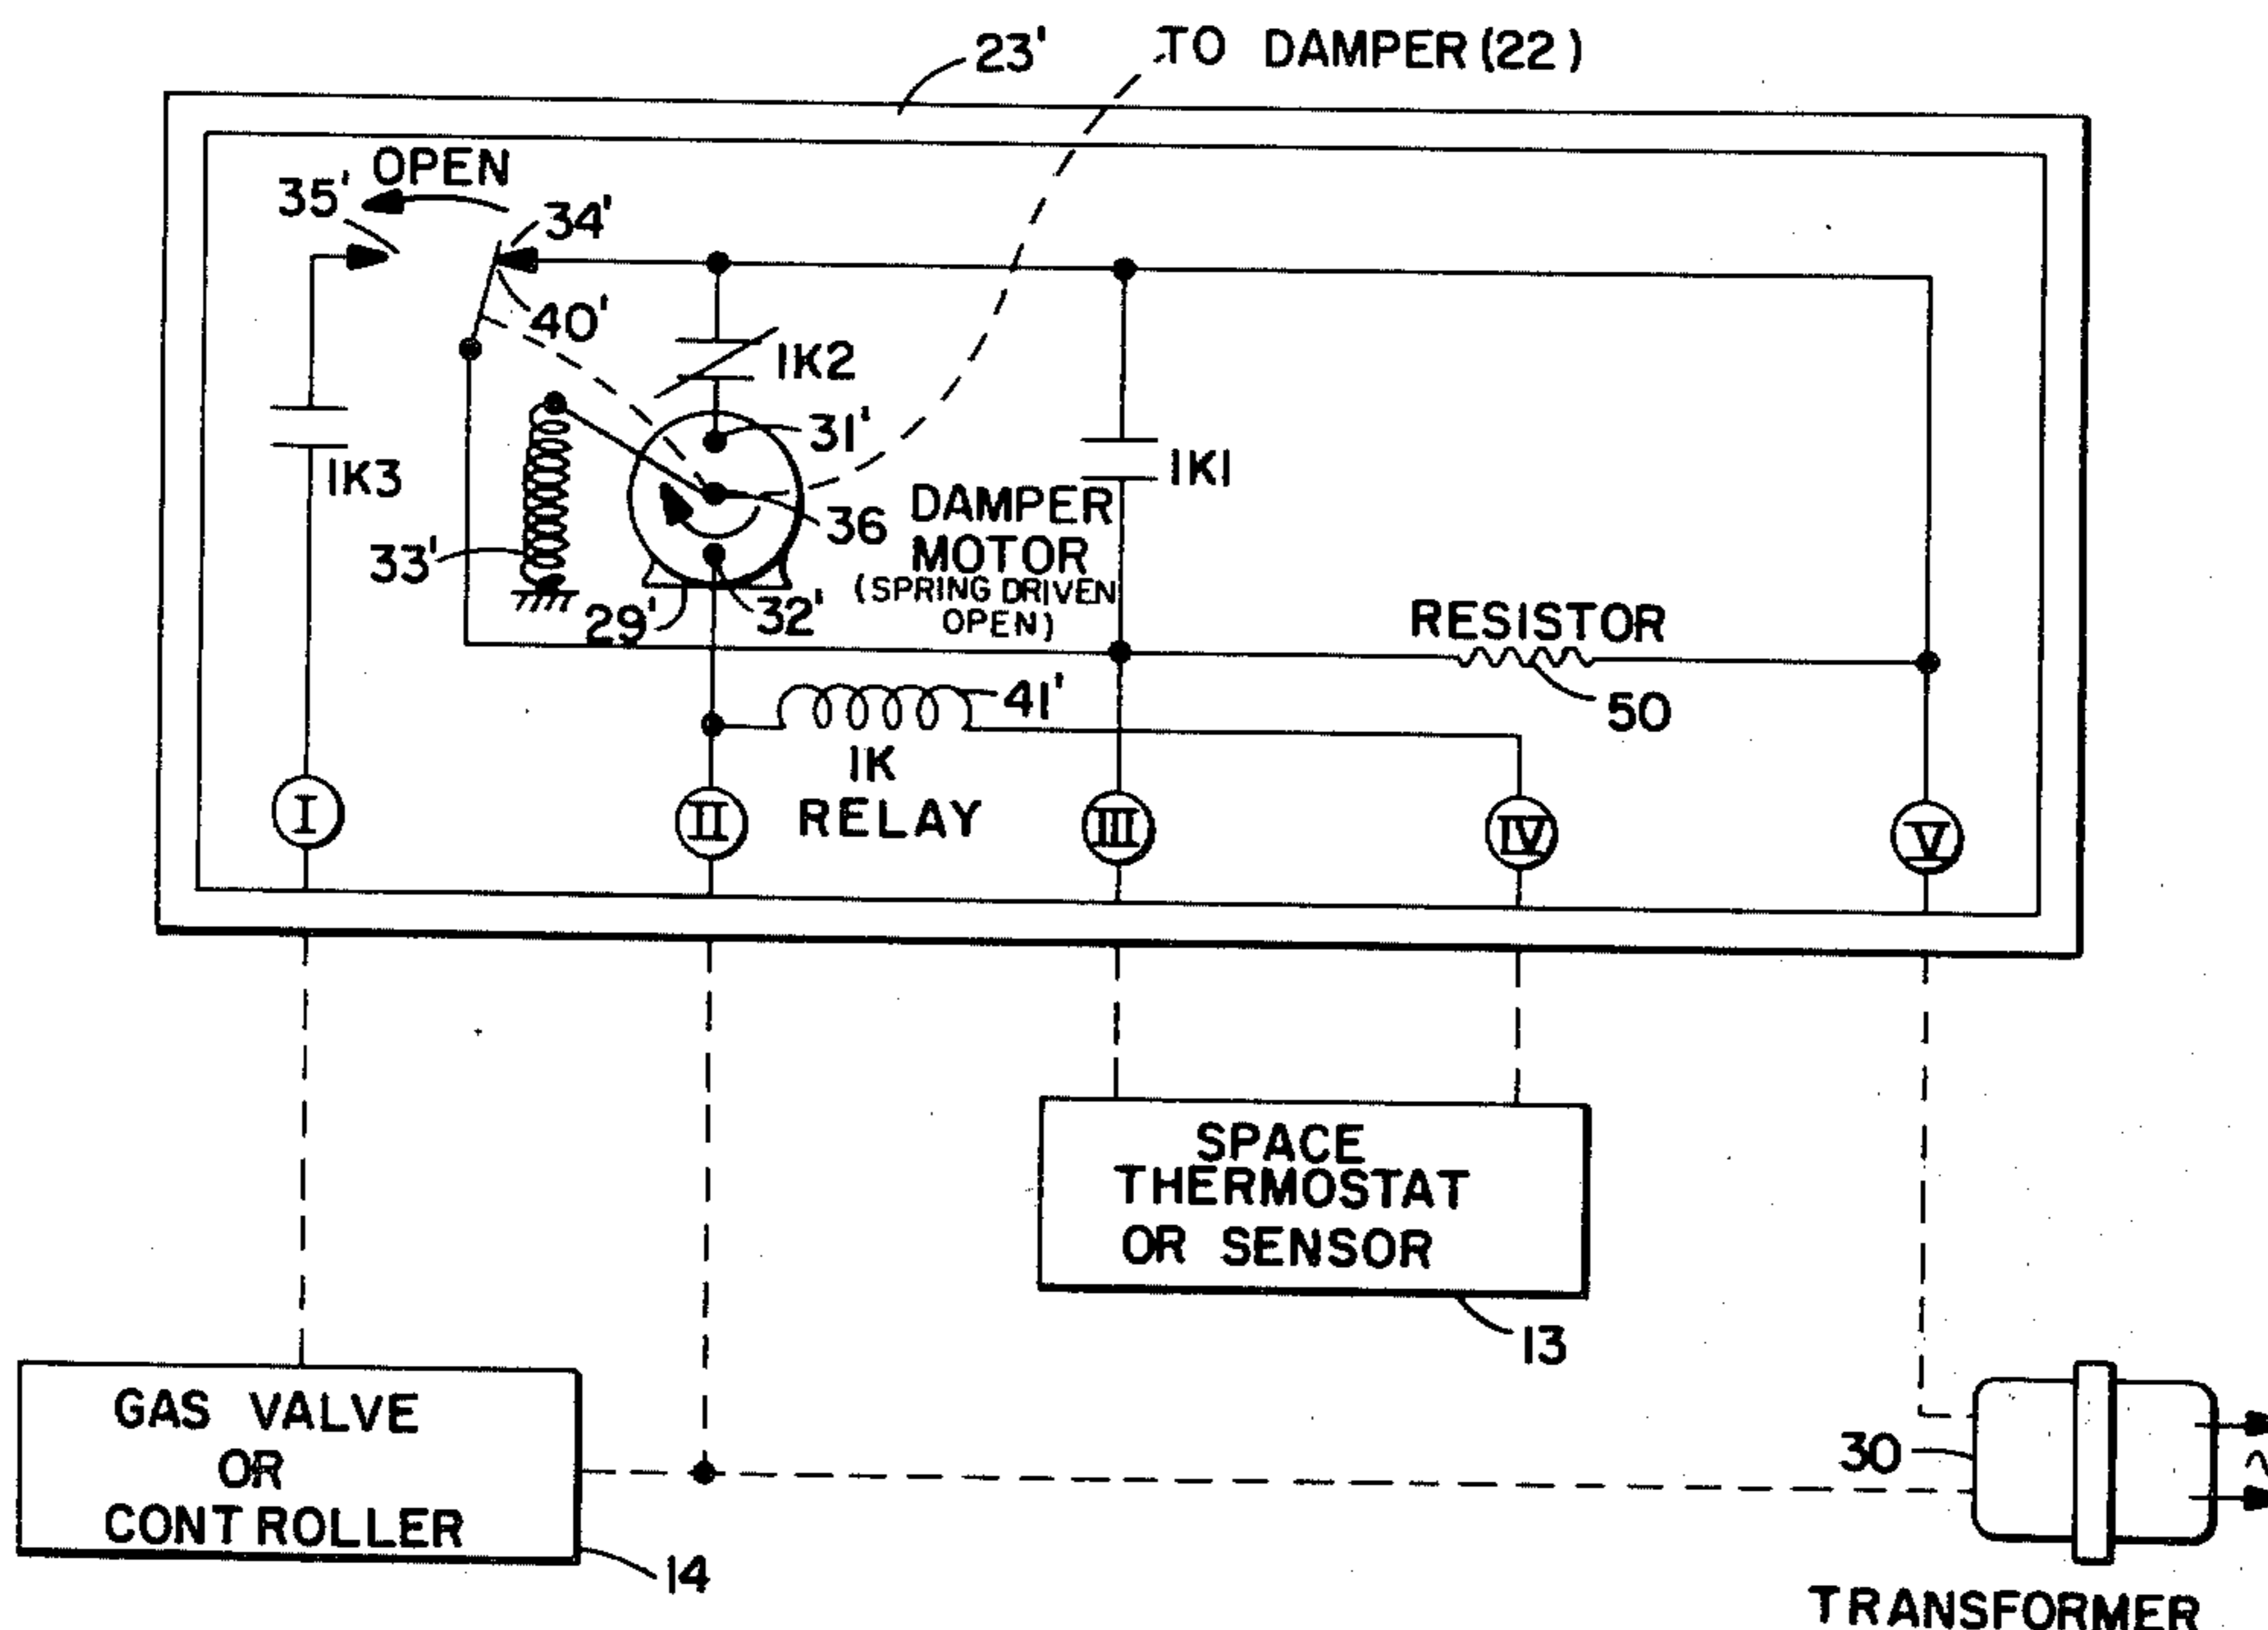 23'
TO DAMPER (22)
OPEN
35'
34'
40'
1K2
31'
1K3
1K1
36
DAMPER
MOTOR
(SPRING DRIVEN
OPEN)
33'
29'
32'
RESISTOR
50
41'
1K
RELAY
I
II
III
IV
V
SPACE
THERMOSTAT
OR SENSOR
13
GAS VALVE
OR
CONTROLLER
14
30
TRANSFORMER